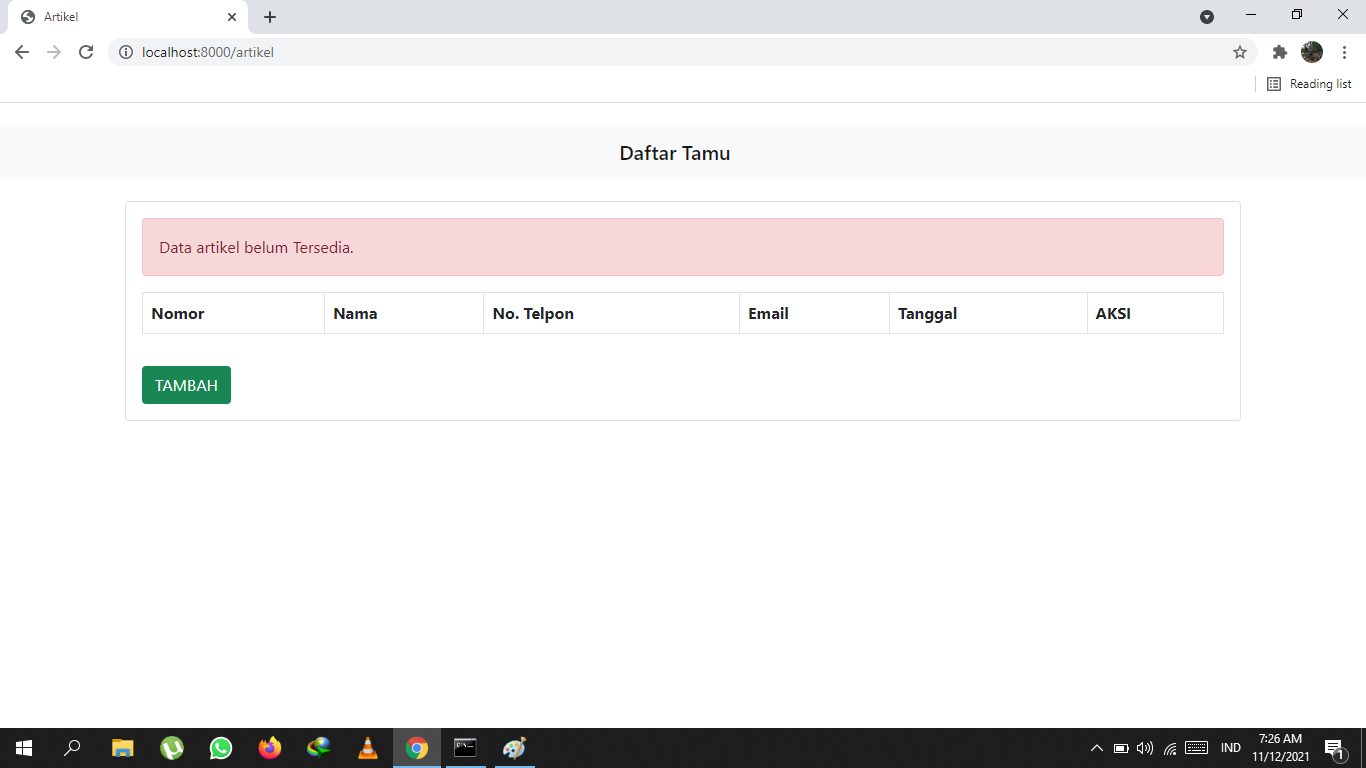 Artikel
localhost:8000/artikel
Reading list
Daftar Tamu
Data artikel belum Tersedia.
Nomor Nama No. Telpon Email Tanggal AKSI
TAMBAH
IND
7:26 AM
11/12/2021
1